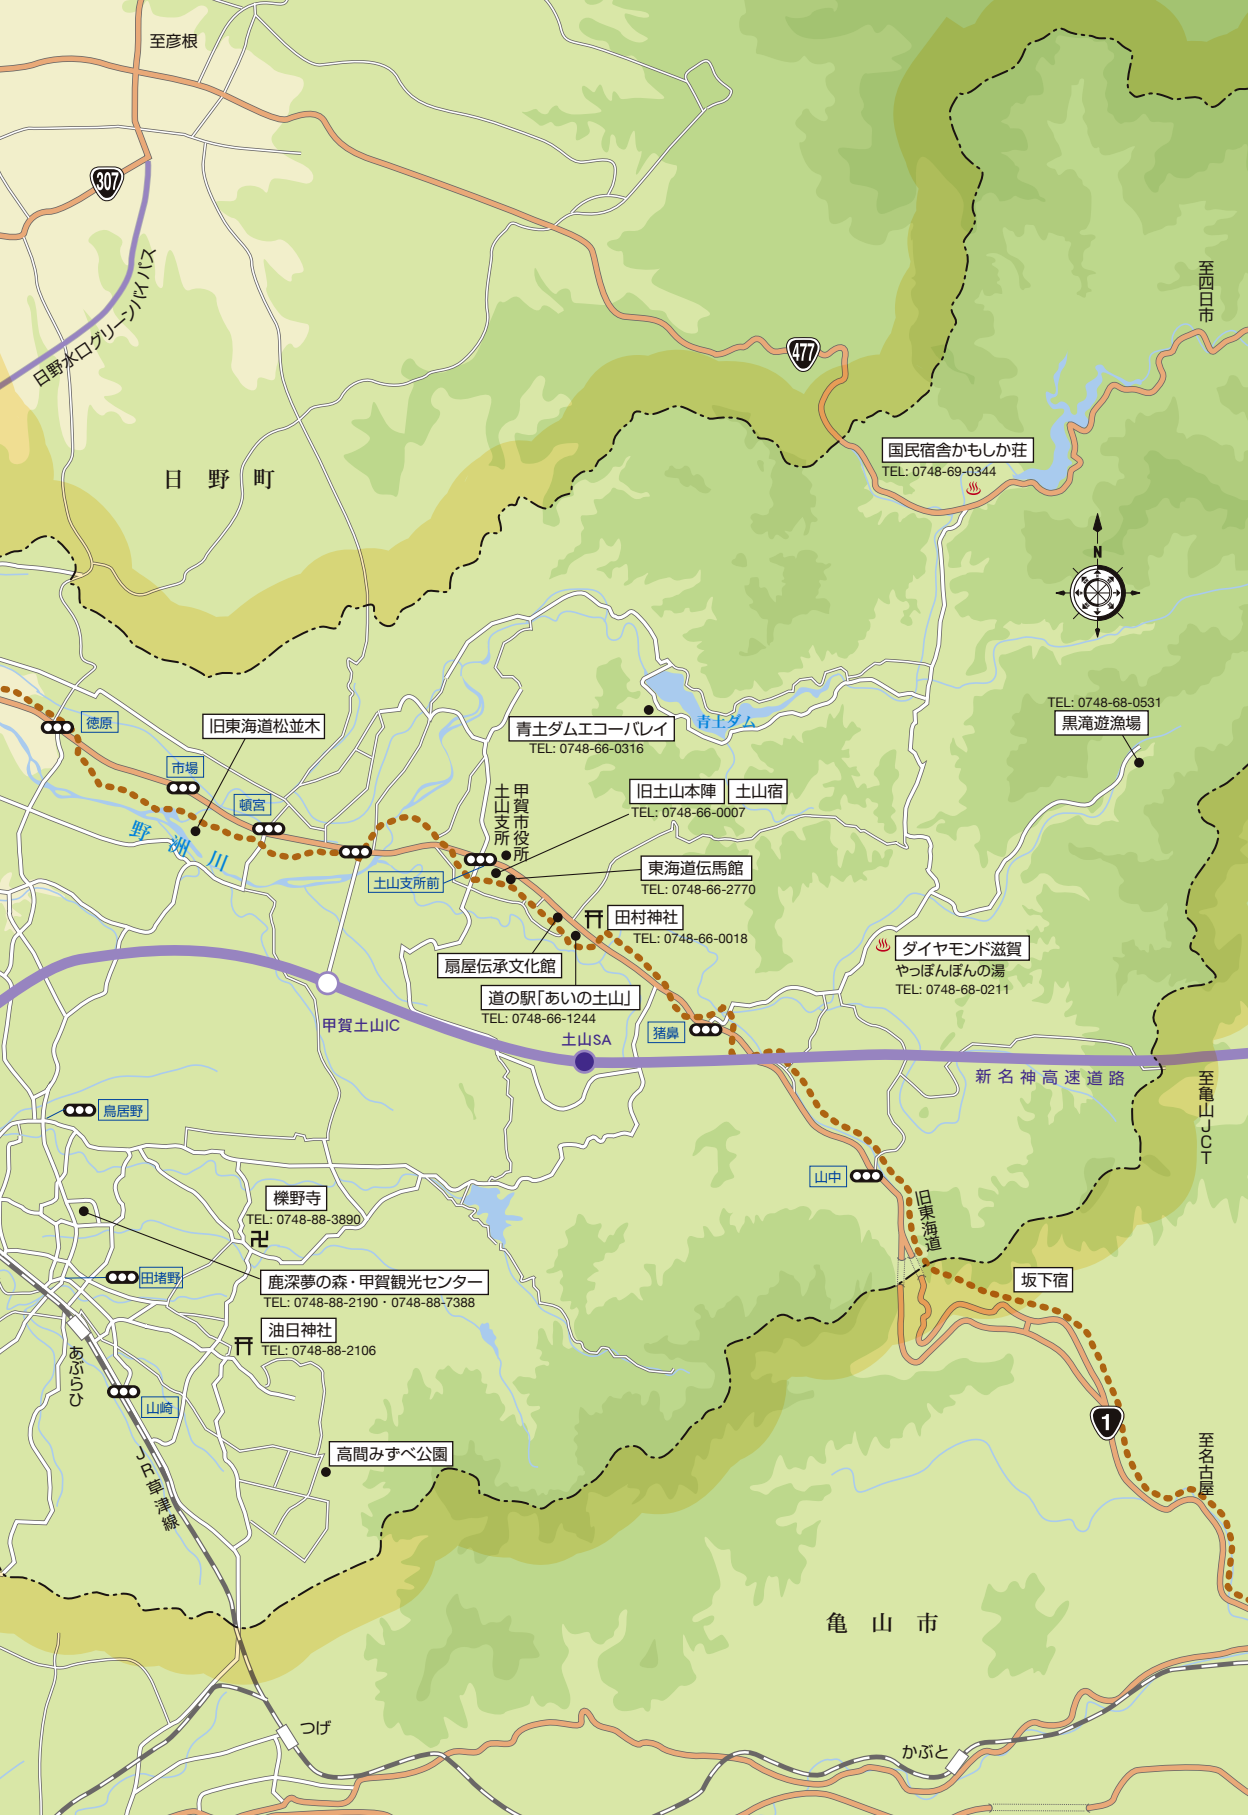 至彦根
307
日野水口グリーンバイパス
至四日市
477
国民宿舎かもしか荘
TEL: 0748-69-0344
日野町
N
TEL: 0748-68-0531
黒滝遊漁場
徳原
旧東海道松並木
青土ダム
青土ダムエコーバレイ
TEL: 0748-66-0316
市場
頓宮
野洲川
甲賀市役所
土山支所
旧土山本陣
土山宿
TEL: 0748-66-0007
土山支所前
東海道伝馬館
TEL: 0748-66-2770
田村神社
TEL: 0748-66-0018
扇屋伝承文化館
ダイヤモンド滋賀
やっぽんぽんの湯
TEL: 0748-68-0211
道の駅「あいの土山」
TEL: 0748-66-1244
甲賀土山IC
土山SA
猪鼻
新名神高速道路
至亀山JCT
鳥居野
山中
櫟野寺
TEL: 0748-88-3890
旧東海道
田堵野
鹿深夢の森・甲賀観光センター
TEL: 0748-88-2190・0748-88-7388
坂下宿
油日神社
TEL: 0748-88-2106
あぶらひ
山崎
1
高間みずべ公園
JR草津線
至名古屋
亀山市
つげ
かぶと